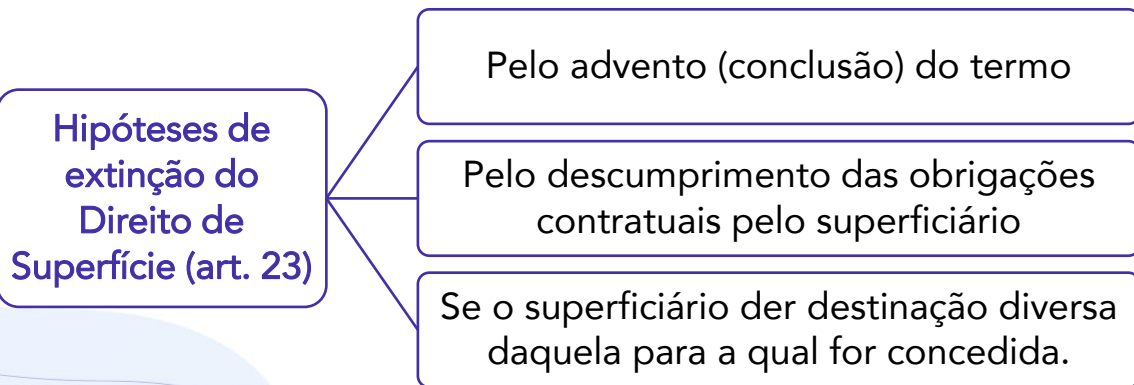 Hipóteses de
extinção do
Direito de
Superfície (art. 23)
Pelo advento (conclusão) do termo
Pelo descumprimento das obrigações
contratuais pelo superficiário
Se o superficiário der destinação diversa
daquela para a qual for concedida.